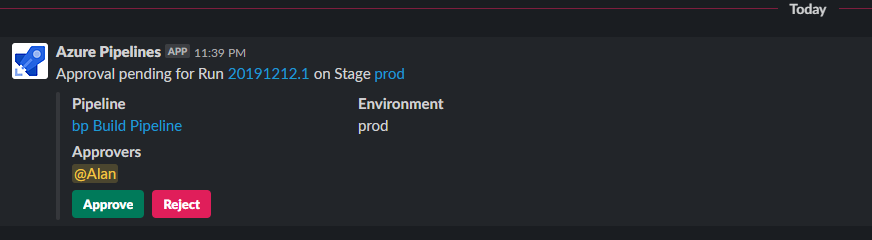 Today
Azure Pipelines APP 11:39 PM
Approval pending for Run 20191212.1 on Stage prod
Pipeline Environment
bp Build Pipeline prod
Approvers
@Alan
Approve Reject